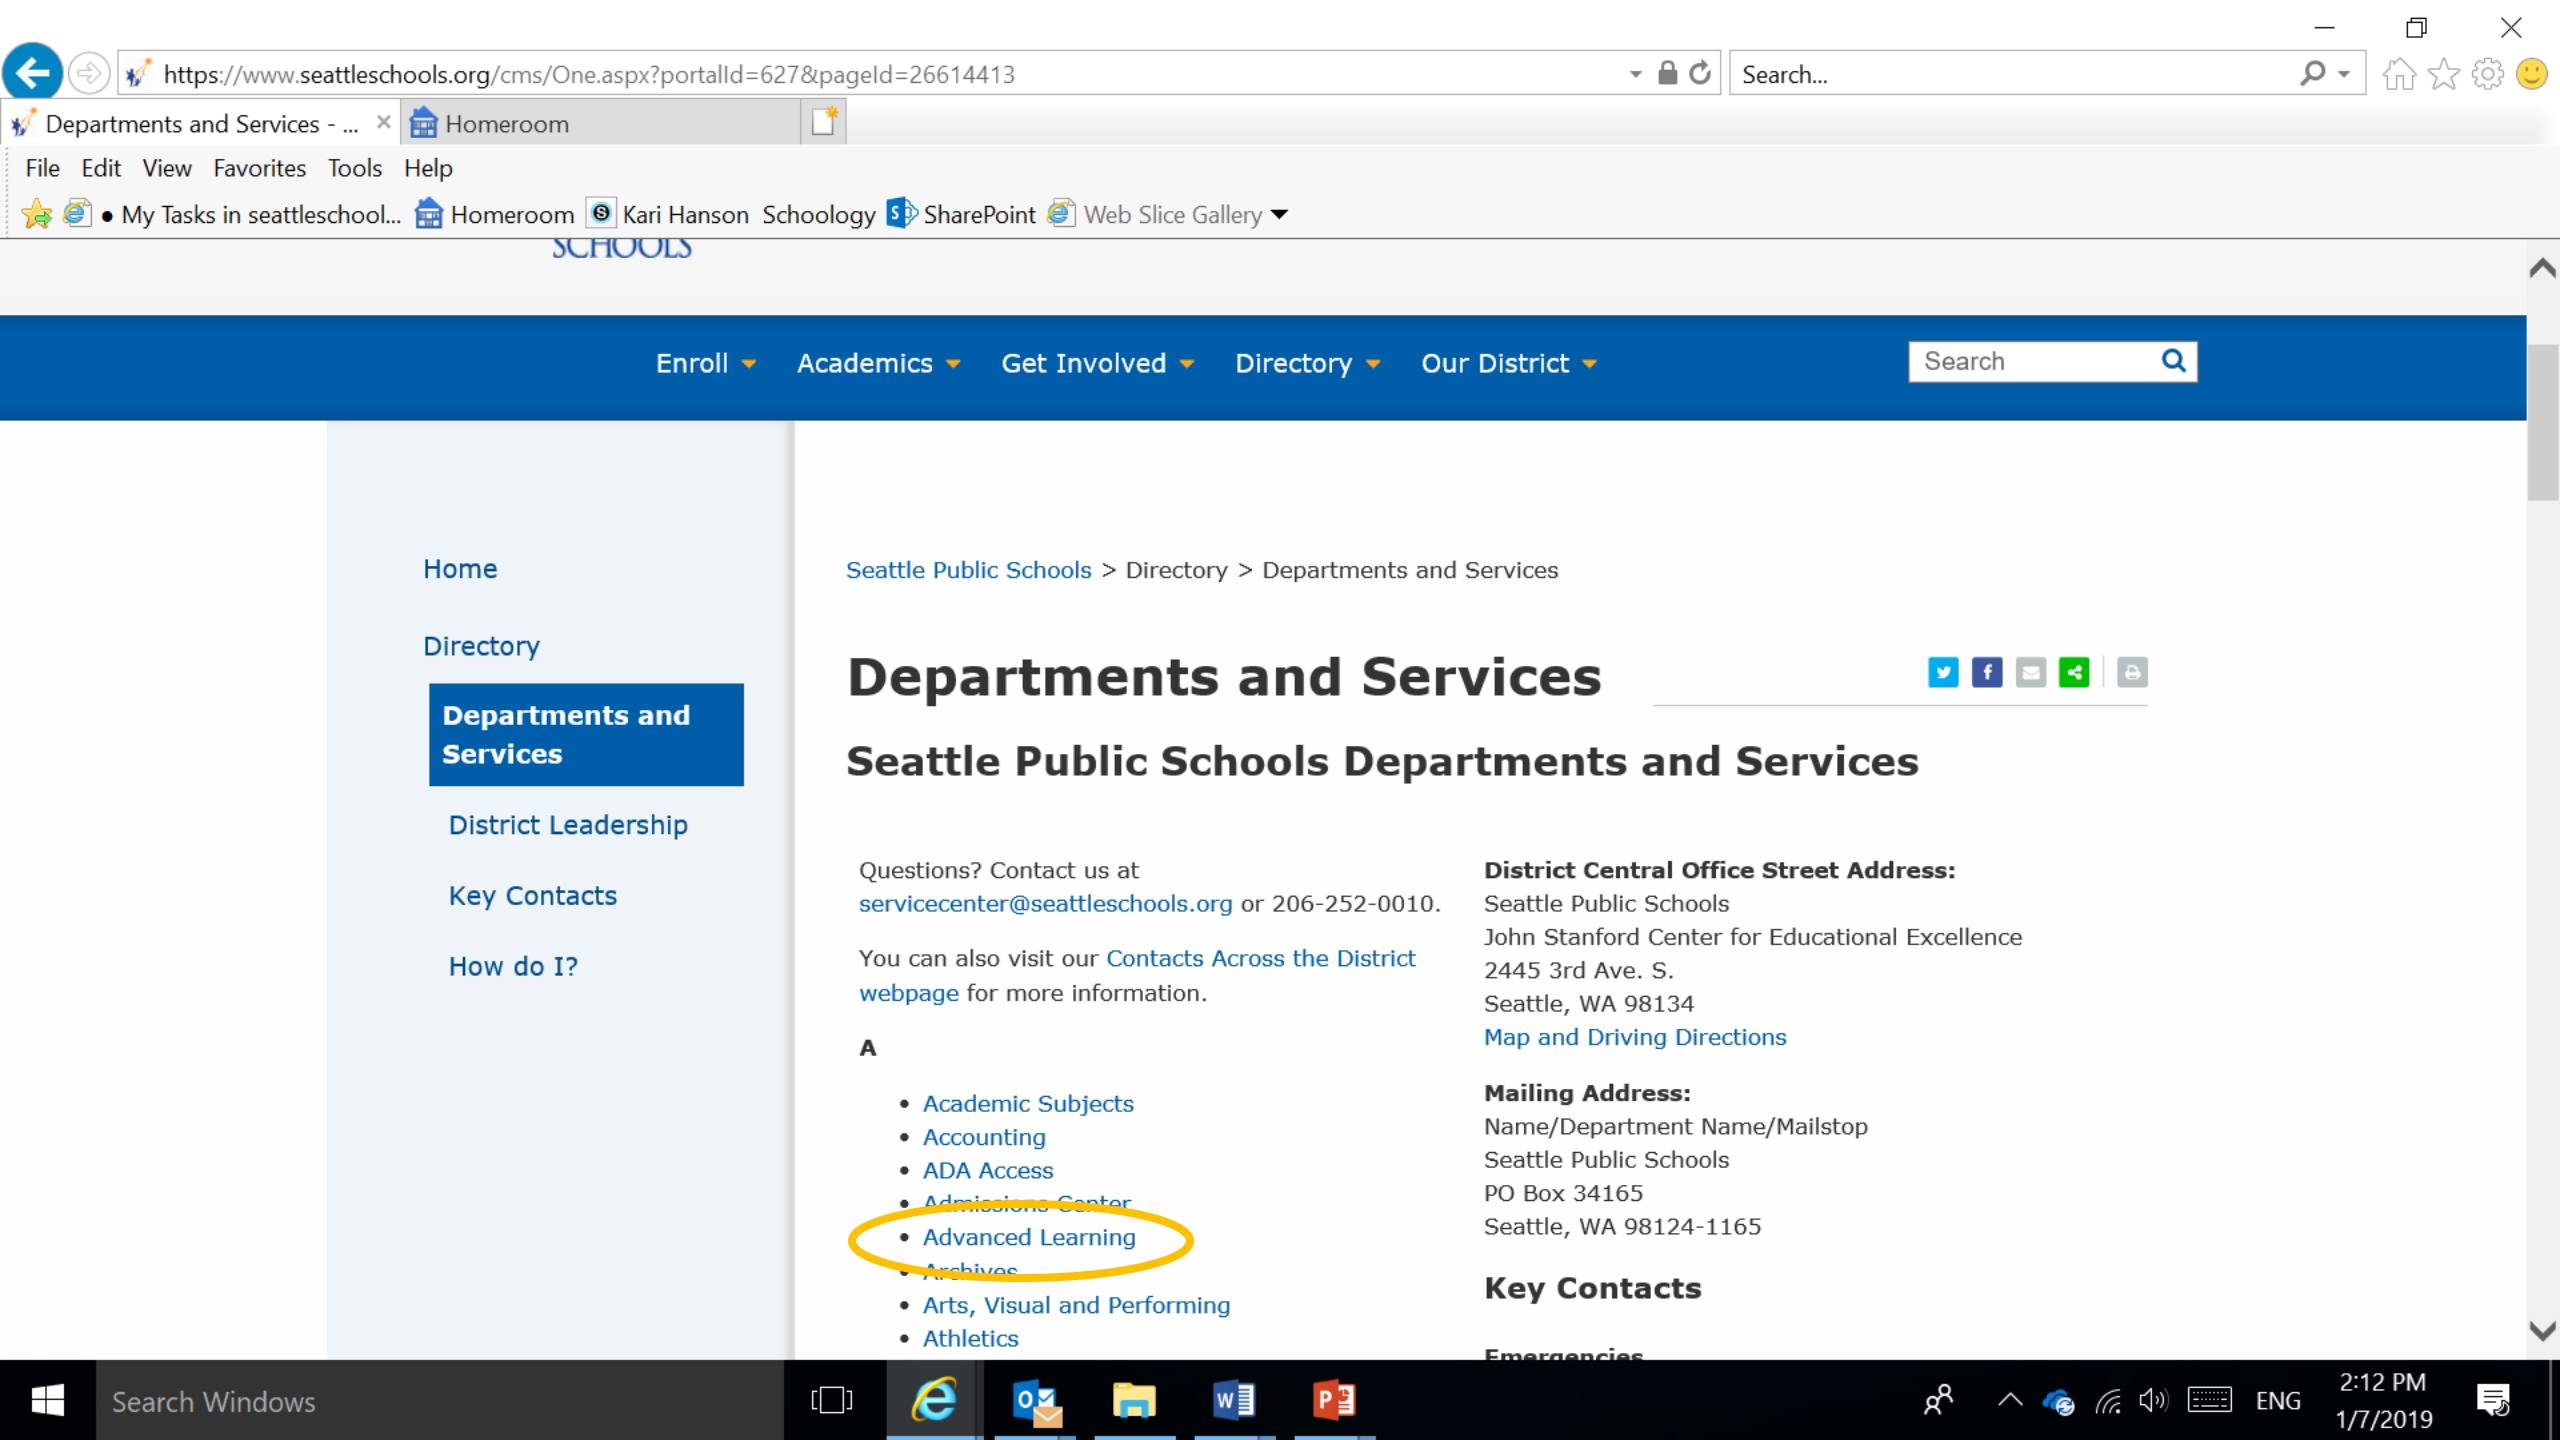 https://www.seattleschools.org/cms/One.aspx?portalId=627&pageId=26614413
Search...
Departments and Services - ...
Homeroom
File Edit View Favorites Tools Help
• My Tasks in seattleschool... Homeroom Kari Hanson Schoology SharePoint Web Slice Gallery
SCHOOLS
Enroll Academics Get Involved Directory Our District
Search
Home
Directory
Departments and
Services
District Leadership
Key Contacts
How do I?
Seattle Public Schools > Directory > Departments and Services
Departments and Services
Seattle Public Schools Departments and Services
Questions? Contact us at
servicecenter@seattleschools.org or 206-252-0010.
You can also visit our Contacts Across the District
webpage for more information.
A
• Academic Subjects
• Accounting
• ADA Access
• Admissions Center
• Advanced Learning
• Archives
• Arts, Visual and Performing
• Athletics
District Central Office Street Address:
Seattle Public Schools
John Stanford Center for Educational Excellence
2445 3rd Ave. S.
Seattle, WA 98134
Map and Driving Directions
Mailing Address:
Name/Department Name/Mailstop
Seattle Public Schools
PO Box 34165
Seattle, WA 98124-1165
Key Contacts
Emergencies
Search Windows
ENG
2:12 PM
1/7/2019